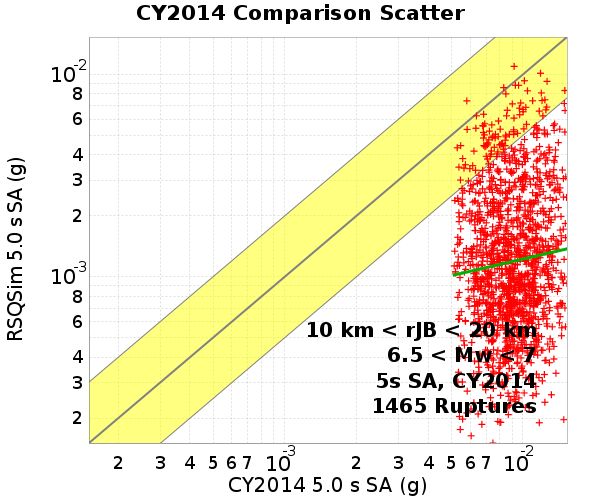 CY2014 Comparison Scatter
RSQSim 5.0 s SA (g)
10⁻²
8
6
4
3
2
10⁻³
8
6
4
3
2
10 km < rJB < 20 km
6.5 < Mw < 7
5s SA, CY2014
1465 Ruptures
2 3 4 5 6 7 10⁻³ 2 3 4 5 6 7 10⁻²
CY2014 5.0 s SA (g)